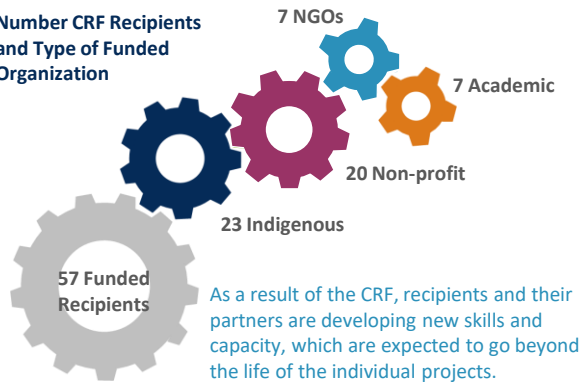 Number CRF Recipients
and Type of Funded
Organization
7 NGOs
7 Academic
20 Non-profit
23 Indigenous
57 Funded
Recipients
As a result of the CRF, recipients and their
partners are developing new skills and
capacity, which are expected to go beyond
the life of the individual projects.